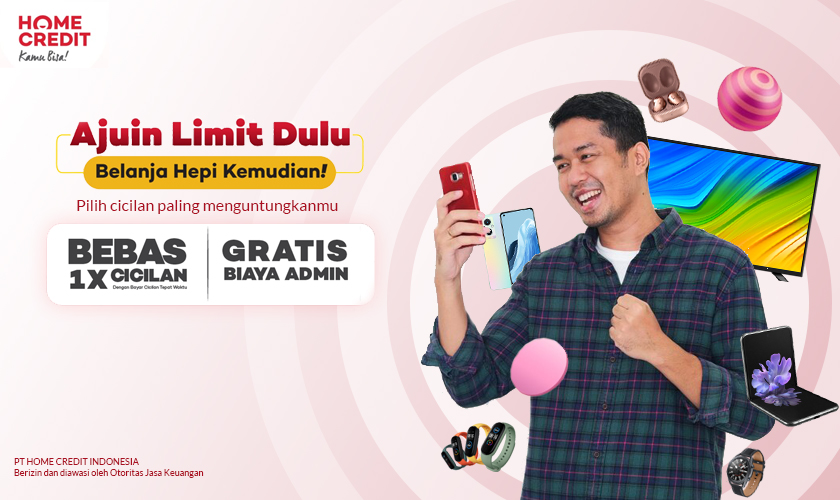 HOME
CREDIT
Kamu Bisa!
Ajuin Limit Dulu
Belanja Hepi Kemudian!
Pilih cicilan paling menguntungkanmu
BEBAS
1X CICILAN
Dengan Bayar Cicilan Tepat Waktu
GRATIS
BIAYA ADMIN
PT HOME CREDIT INDONESIA
Berizin dan diawasi oleh Otoritas Jasa Keuangan